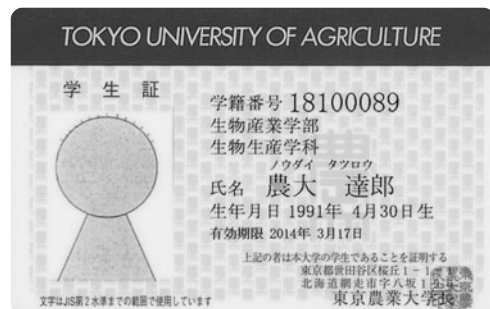 TOKYO UNIVERSITY OF AGRICULTURE
学生証
学籍番号 18100089
生物産業学部
生物生産学科
ノウダイ タツロウ
氏名 農大 達郎
生年月日 1991年 4月30日生
有効期限 2014年 3月17日
上記の者は本大学の学生であることを証明する
東京都世田谷区桜丘1-1-
北海道網走市字八坂1
東京農業大学長
文字はJIS第2水準までの範囲で使用しています